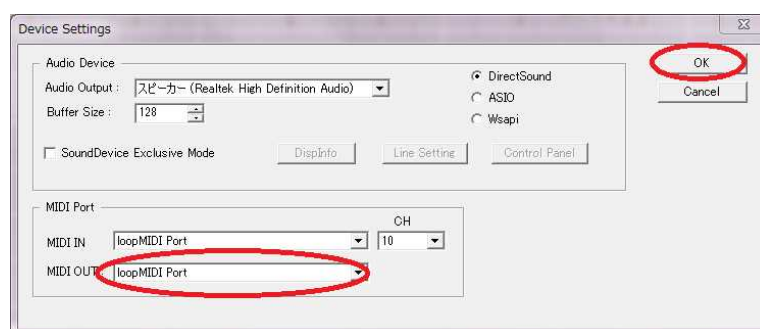 Device Settings
Audio Device
Audio Output : スピーカー (Realtek High Definition Audio)
Buffer Size : 128
DirectSound
ASIO
Wsapi
OK
Cancel
SoundDevice Exclusive Mode
DispInfo
Line Setting
Control Panel
MIDI Port
CH
MIDI IN loopMIDI Port 10
MIDI OUT loopMIDI Port